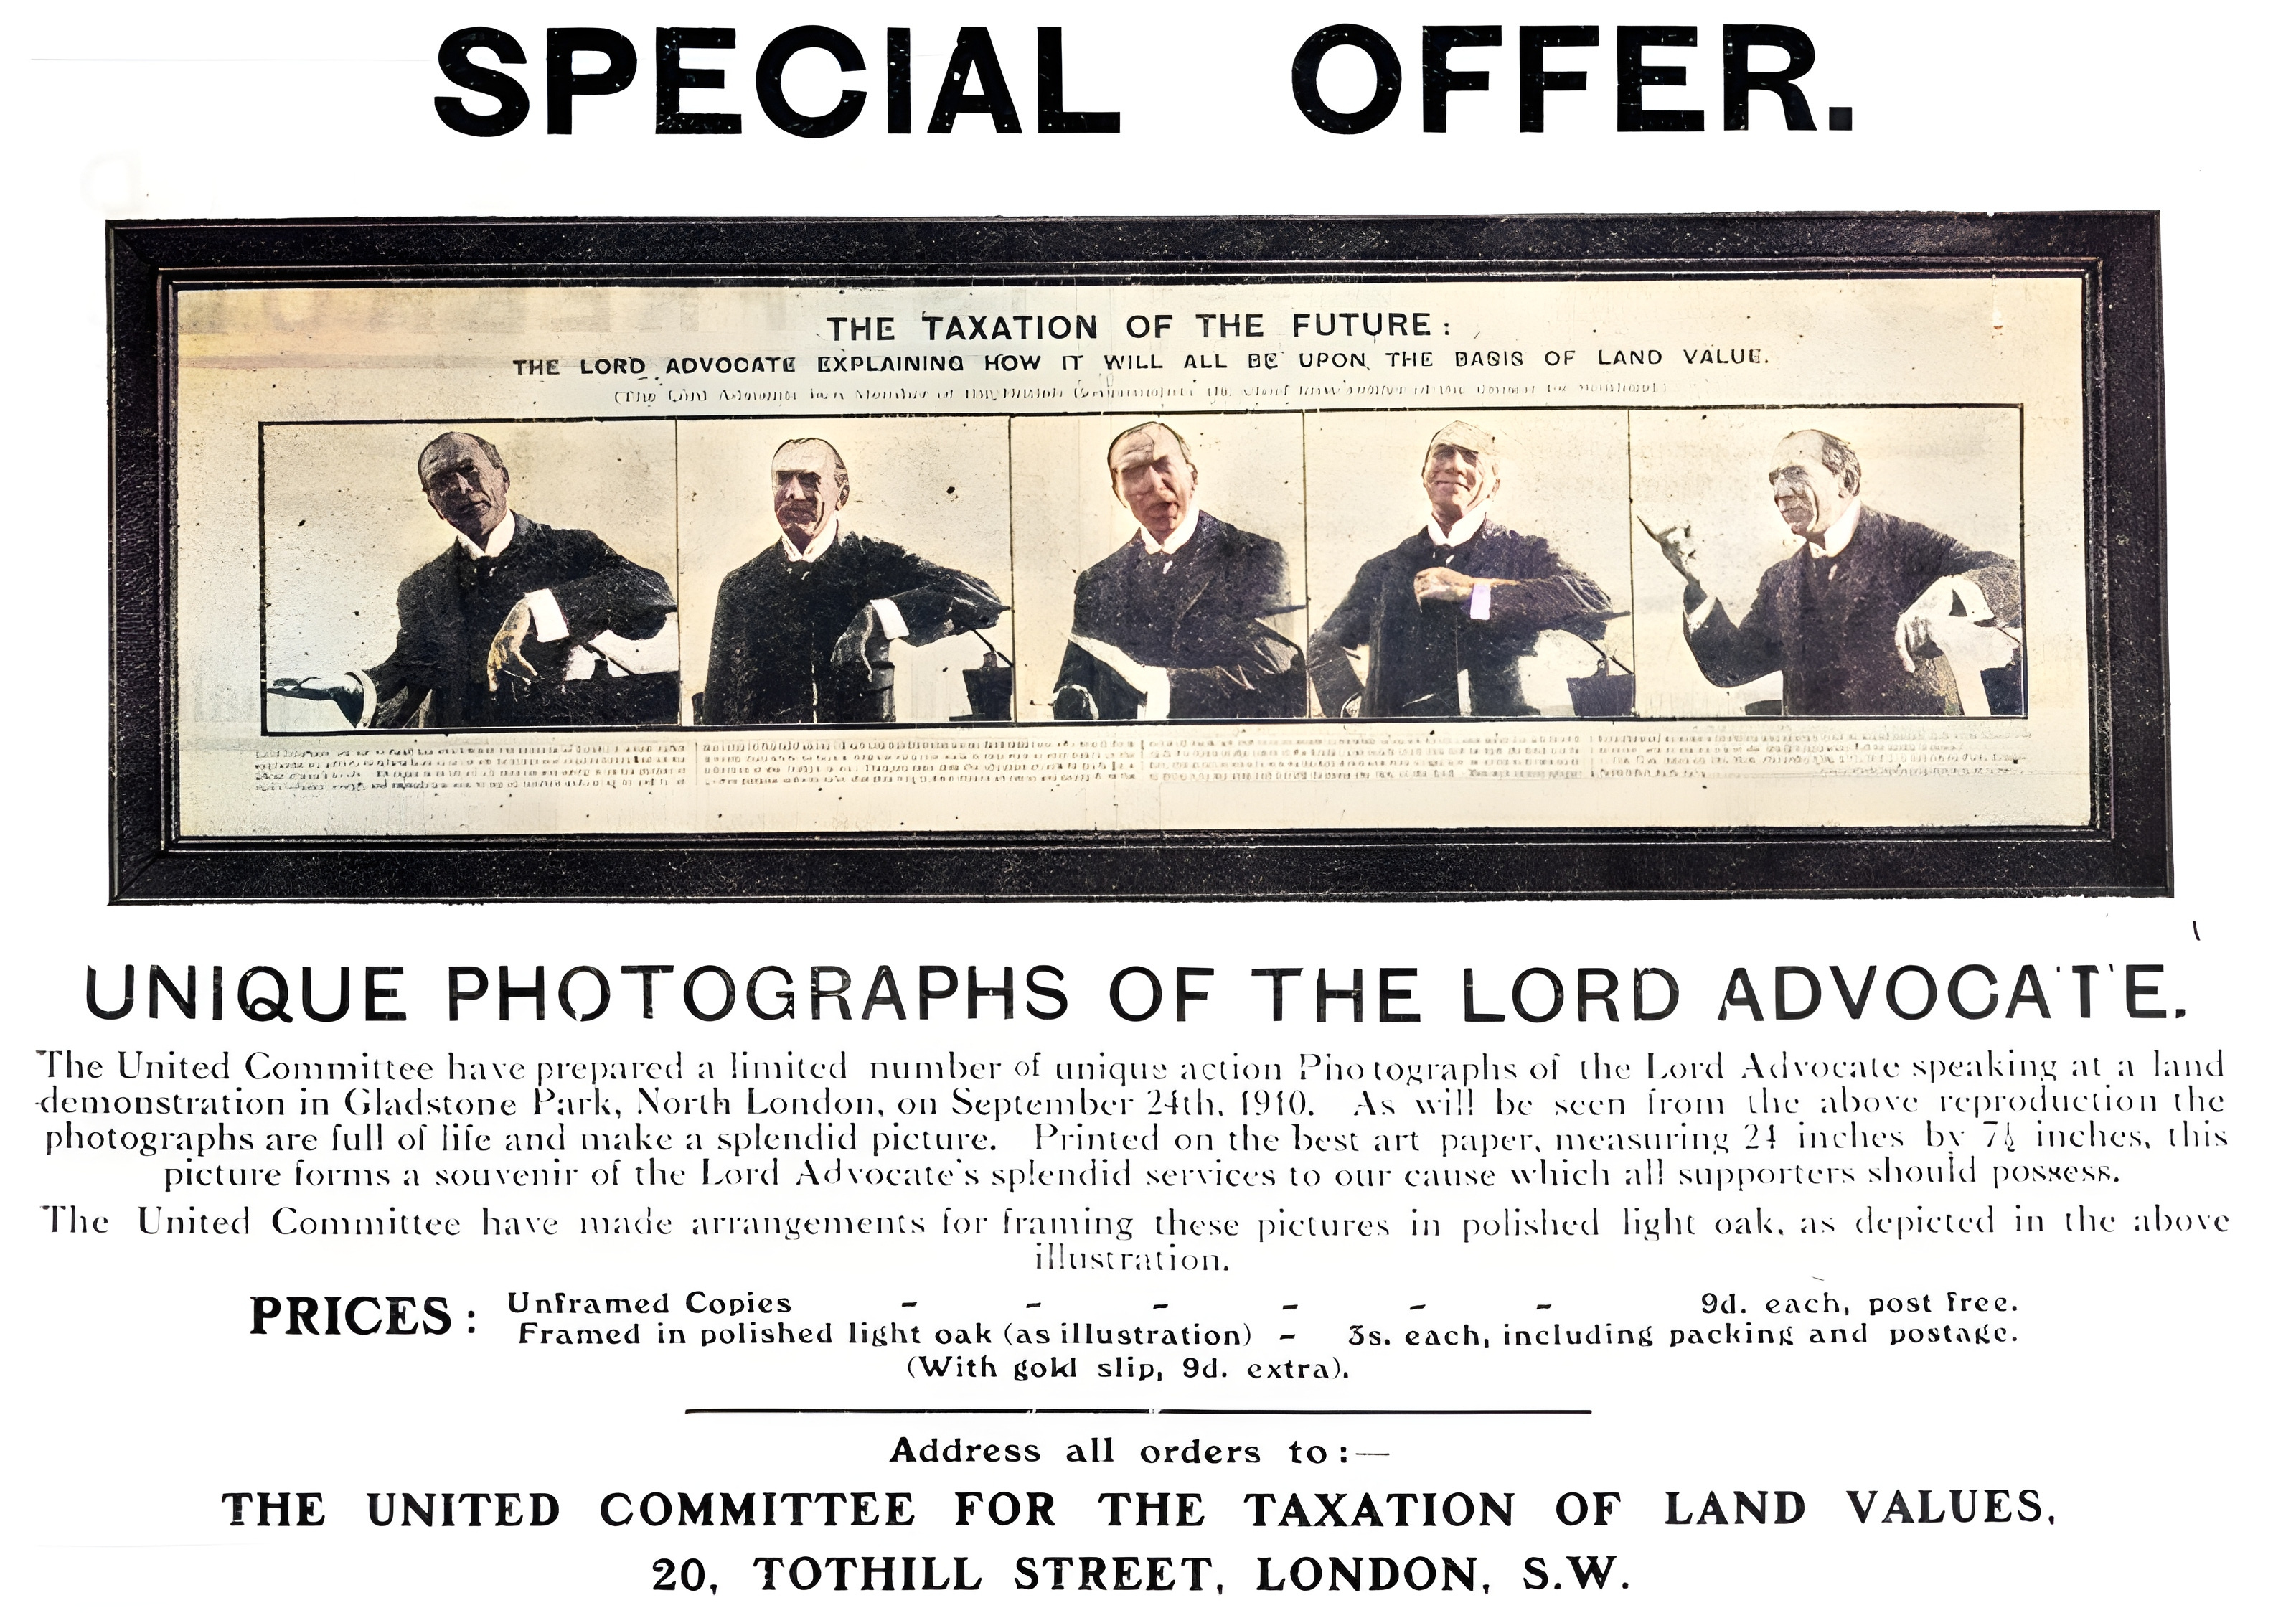 SPECIAL OFFER.
THE TAXATION OF THE FUTURE:
THE LORD ADVOCATE EXPLAINING HOW IT WILL ALL BE UPON THE BASIS OF LAND VALUE.
UNIQUE PHOTOGRAPHS OF THE LORD ADVOCATE.
The United Committee have prepared a limited number of unique action Photographs of the Lord Advocate speaking at a land
demonstration in Gladstone Park, North London, on September 24th, 1910. As will be seen from the above reproduction the
photographs are full of life and make a splendid picture. Printed on the best art paper, measuring 24 inches by 7½ inches, this
picture forms a souvenir of the Lord Advocate's splendid services to our cause which all supporters should possess.
The United Committee have made arrangements for framing these pictures in polished light oak, as depicted in the above
illustration.
PRICES: Unframed Copies - - - - - - 9d. each, post free.
Framed in polished light oak (as illustration) - 3s. each, including packing and postage.
(With gold slip, 9d. extra).
Address all orders to:—
THE UNITED COMMITTEE FOR THE TAXATION OF LAND VALUES,
20, TOTHILL STREET, LONDON, S.W.